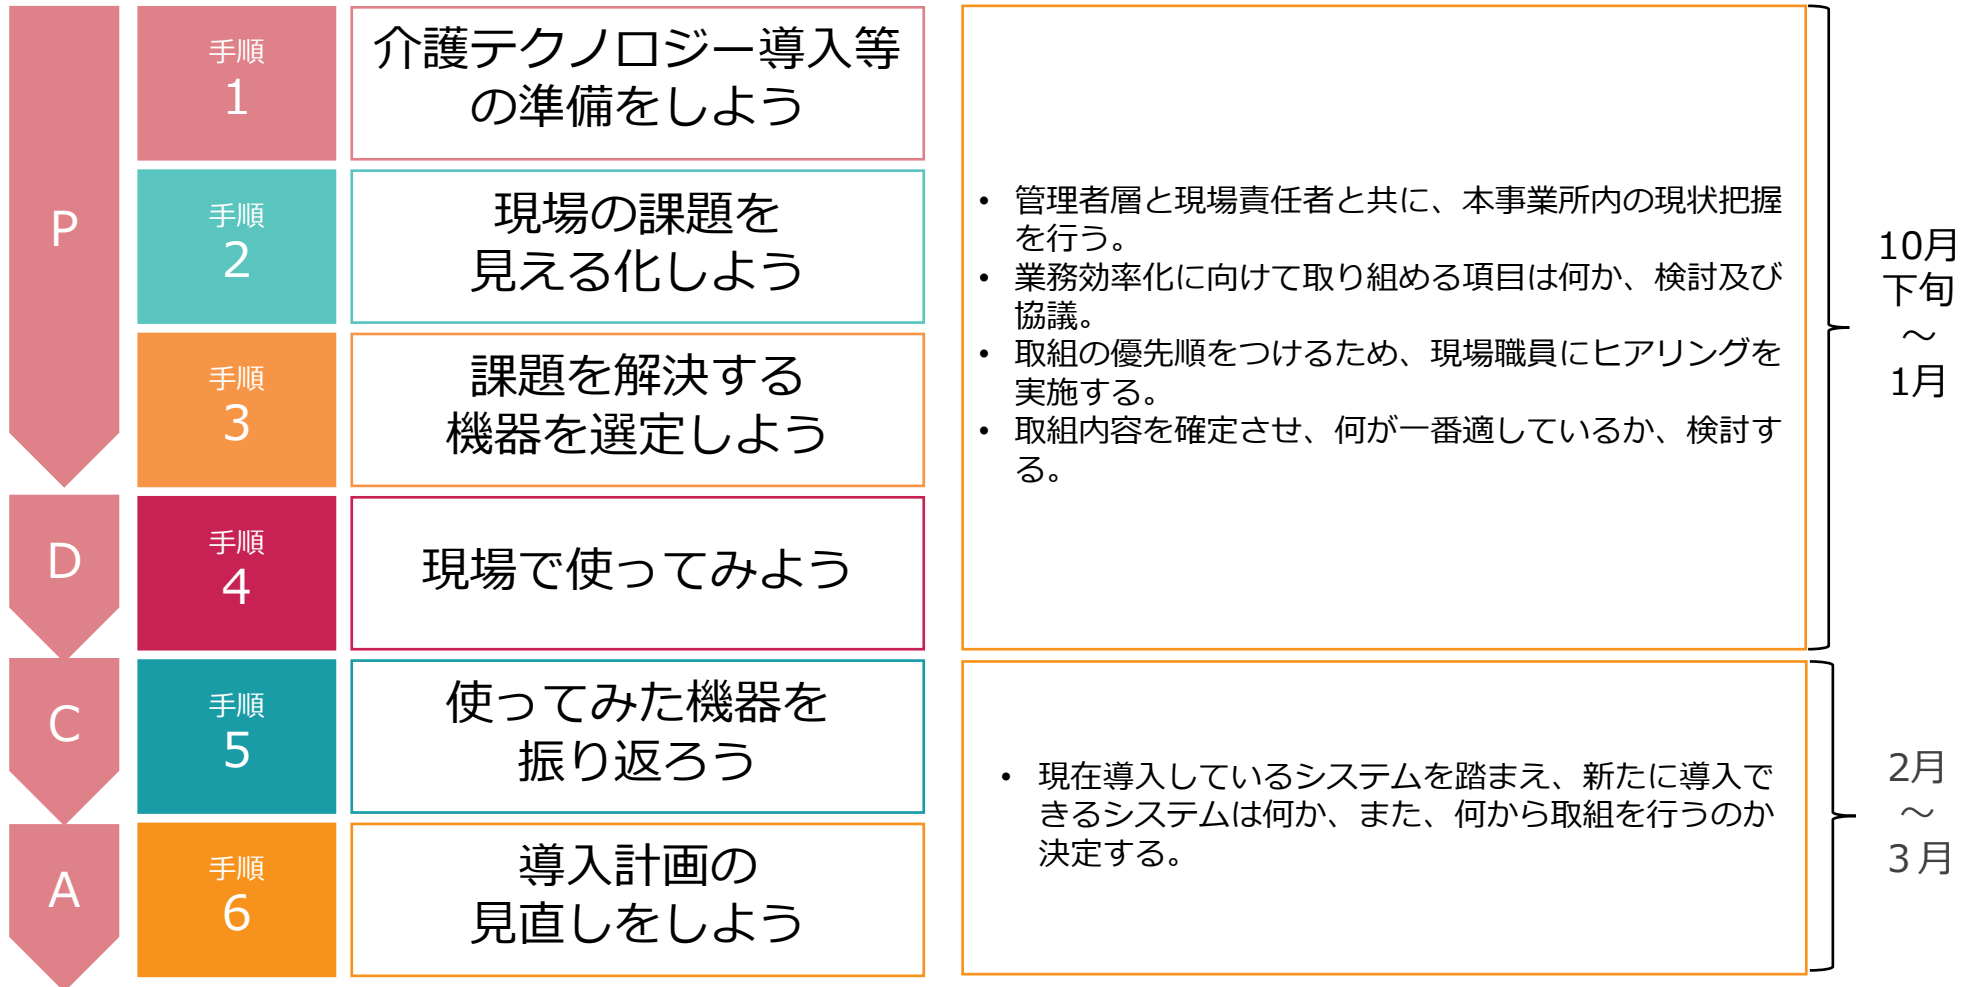 P
手順
1
介護テクノロジー導入等
の準備をしよう
手順
2
現場の課題を
見える化しよう
手順
3
課題を解決する
機器を選定しよう
D
手順
4
現場で使ってみよう
• 管理者層と現場責任者と共に、本事業所内の現状把握
を行う。
• 業務効率化に向けて取り組める項目は何か、検討及び
協議。
• 取組の優先順をつけるため、現場職員にヒアリングを
実施する。
• 取組内容を確定させ、何が一番適しているか、検討す
る。
10月
下旬
～
1月
C
手順
5
使ってみた機器を
振り返ろう
A
手順
6
導入計画の
見直しをしよう
• 現在導入しているシステムを踏まえ、新たに導入で
きるシステムは何か、また、何から取組を行うのか
決定する。
2月
～
３月